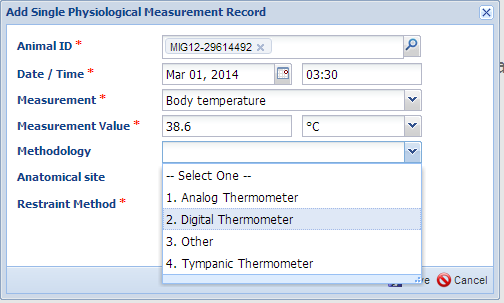 Add Single Physiological Measurement Record
Animal ID * MIG12-29614492
Date / Time * Mar 01, 2014 03:30
Measurement * Body temperature
Measurement Value * 38.6 °C
Methodology
Anatomical site -- Select One --
1. Analog Thermometer
Restraint Method *
2. Digital Thermometer
3. Other
4. Tympanic Thermometer
Cancel